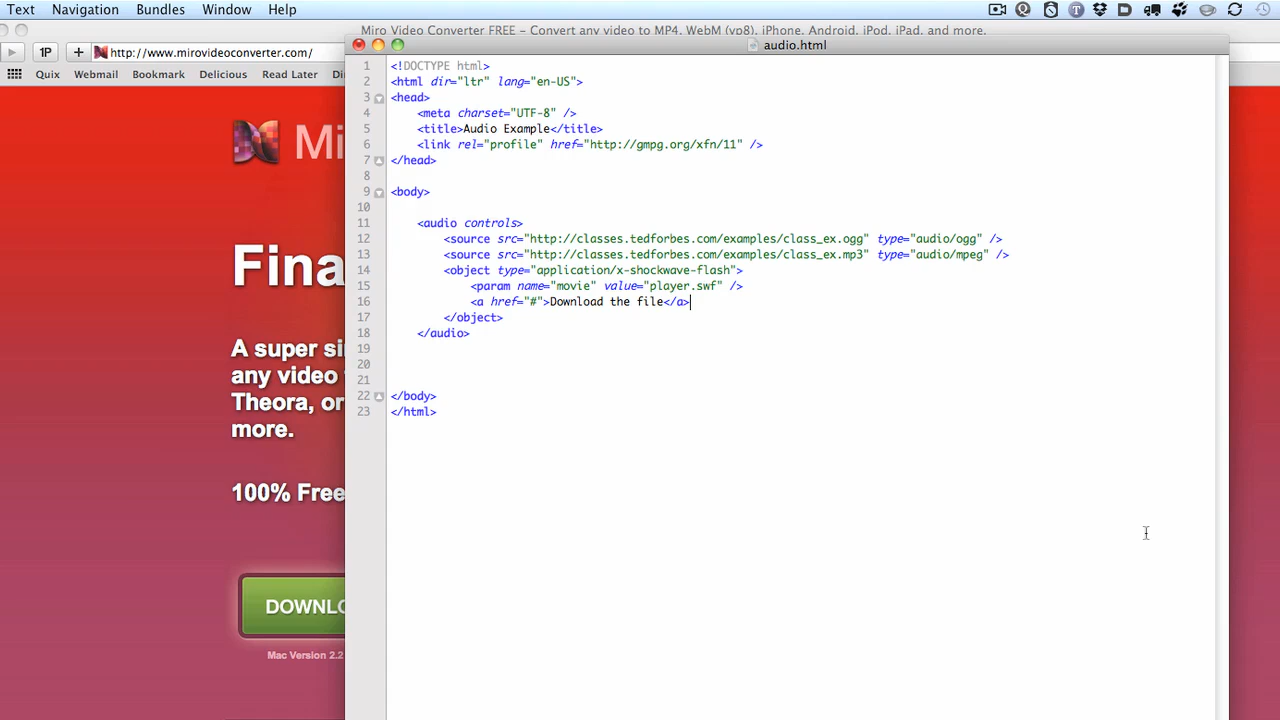 Text Navigation Bundles Window Help
Miro Video Converter FREE – Convert any video to MP4, WebM (vp8), iPhone, Android, iPod, iPad, and more.
1P + http://www.mirovideoconverter.com/
audio.html
Quix Webmail Bookmark Delicious Read Later
Mi
Fina
A super si
any video
Theora, or
more.
100% Free
DOWNLO
Mac Version 2.2
1 <!DOCTYPE html>
2 <html dir="ltr" lang="en-US">
3 <head>
4 <meta charset="UTF-8" />
5 <title>Audio Example</title>
6 <link rel="profile" href="http://gmpg.org/xfn/11" />
7 </head>
8
9 <body>
10
11 <audio controls>
12 <source src="http://classes.tedforbes.com/examples/class_ex.ogg" type="audio/ogg" />
13 <source src="http://classes.tedforbes.com/examples/class_ex.mp3" type="audio/mpeg" />
14 <object type="application/x-shockwave-flash">
15 <param name="movie" value="player.swf" />
16 <a href="#">Download the file</a>
17 </object>
18 </audio>
19
20
21
22 </body>
23 </html>